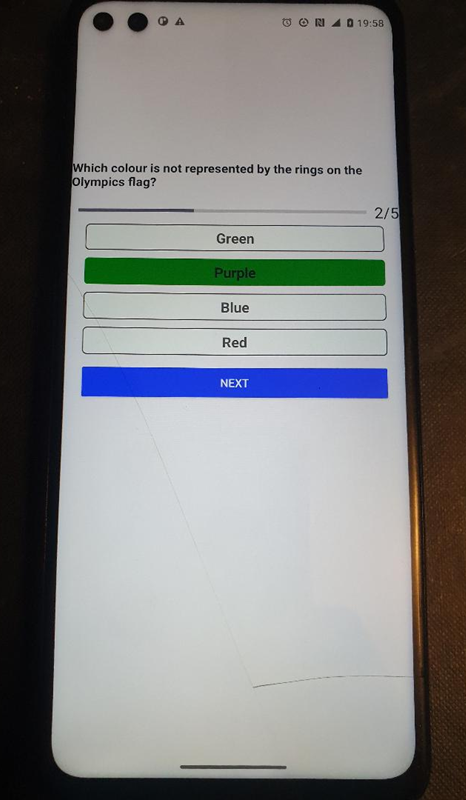 19:58
Which colour is not represented by the rings on the
Olympics flag?
2/5
Green
Purple
Blue
Red
NEXT